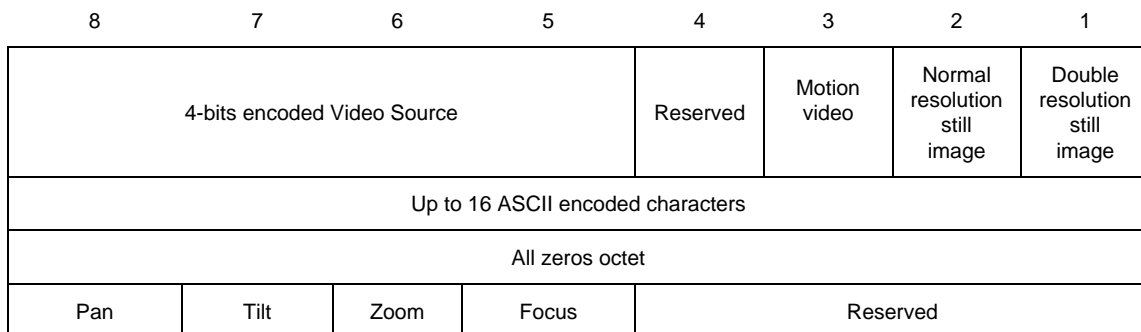 8 7 6 5 4 3 2 1
4-bits encoded Video Source
Reserved
Motion
video
Normal
resolution
still
image
Double
resolution
still
image
Up to 16 ASCII encoded characters
All zeros octet
Pan Tilt Zoom Focus Reserved